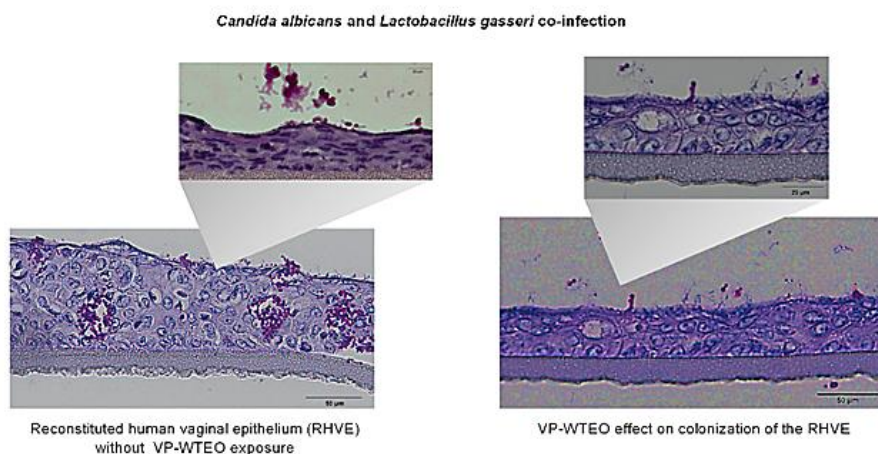 Candida albicans and Lactobacillus gasseri co-infection
25 µm
50 µm
50 µm
Reconstituted human vaginal epithelium (RHVE)
without VP-WTEO exposure
VP-WTEO effect on colonization of the RHVE